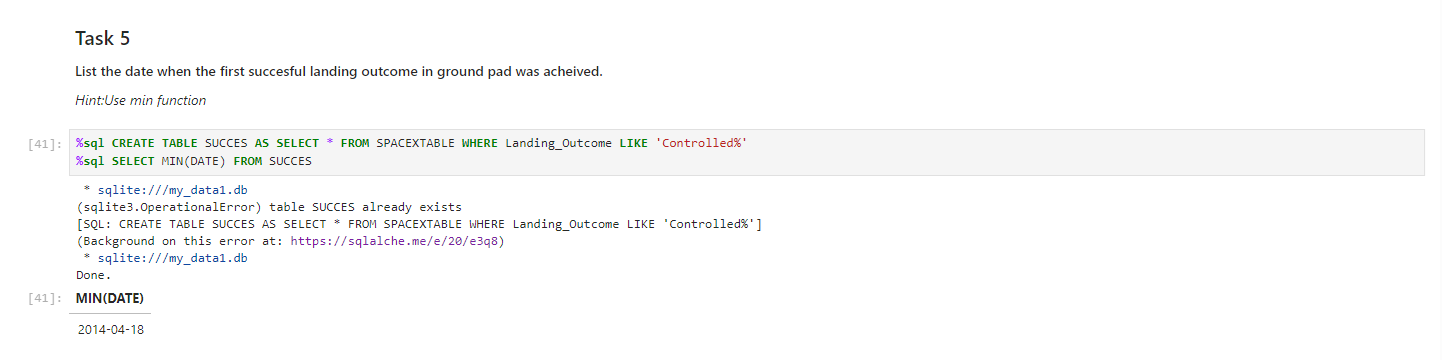 Task 5
List the date when the first succesful landing outcome in ground pad was acheived.
Hint:Use min function
[41]: %sql CREATE TABLE SUCCES AS SELECT * FROM SPACEXTABLE WHERE Landing_Outcome LIKE 'Controlled%'
%sql SELECT MIN(DATE) FROM SUCCES
* sqlite:///my_data1.db
(sqlite3.OperationalError) table SUCCES already exists
[SQL: CREATE TABLE SUCCES AS SELECT * FROM SPACEXTABLE WHERE Landing_Outcome LIKE 'Controlled%']
(Background on this error at: https://sqlalche.me/e/20/e3q8)
* sqlite:///my_data1.db
Done.
[41]: MIN(DATE)
2014-04-18